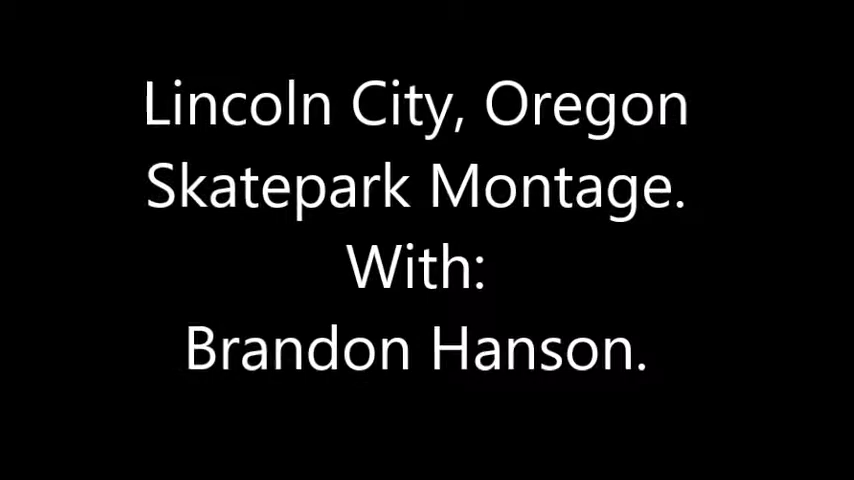 Lincoln City, Oregon
Skatepark Montage.
With:
Brandon Hanson.